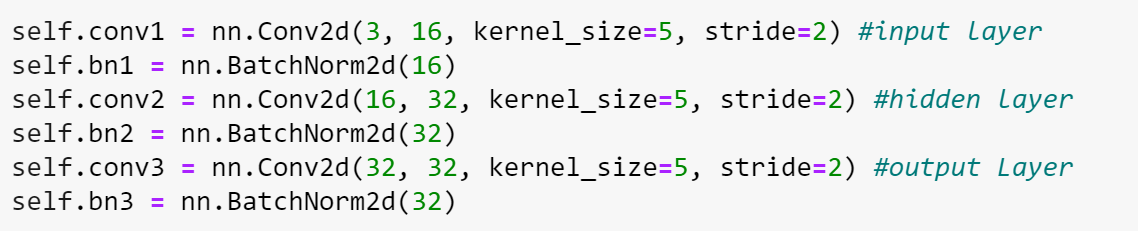 self.conv1 = nn.Conv2d(3, 16, kernel_size=5, stride=2) #input layer
self.bn1 = nn.BatchNorm2d(16)
self.conv2 = nn.Conv2d(16, 32, kernel_size=5, stride=2) #hidden layer
self.bn2 = nn.BatchNorm2d(32)
self.conv3 = nn.Conv2d(32, 32, kernel_size=5, stride=2) #output Layer
self.bn3 = nn.BatchNorm2d(32)